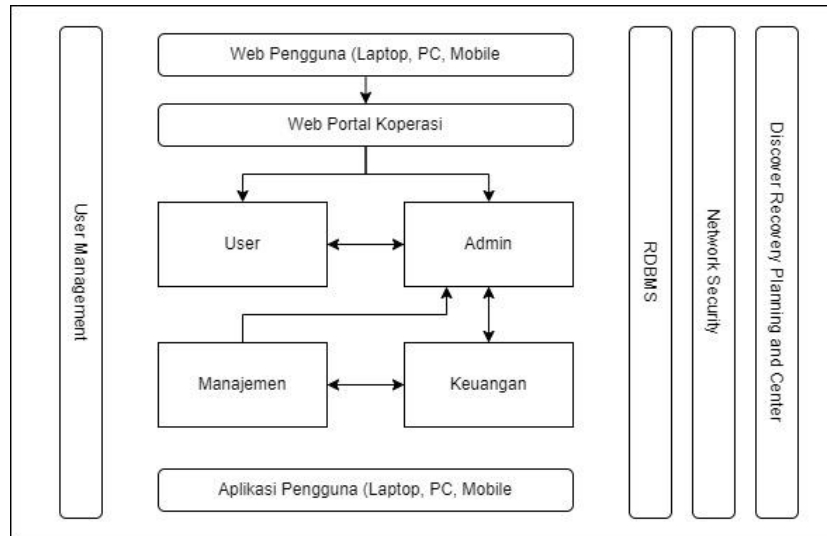 Web Pengguna (Laptop, PC, Mobile
Web Portal Koperasi
User
Admin
Manajemen
Keuangan
Aplikasi Pengguna (Laptop, PC, Mobile
User Management
RDBMS
Network Security
Discover Recovery Planning and Center